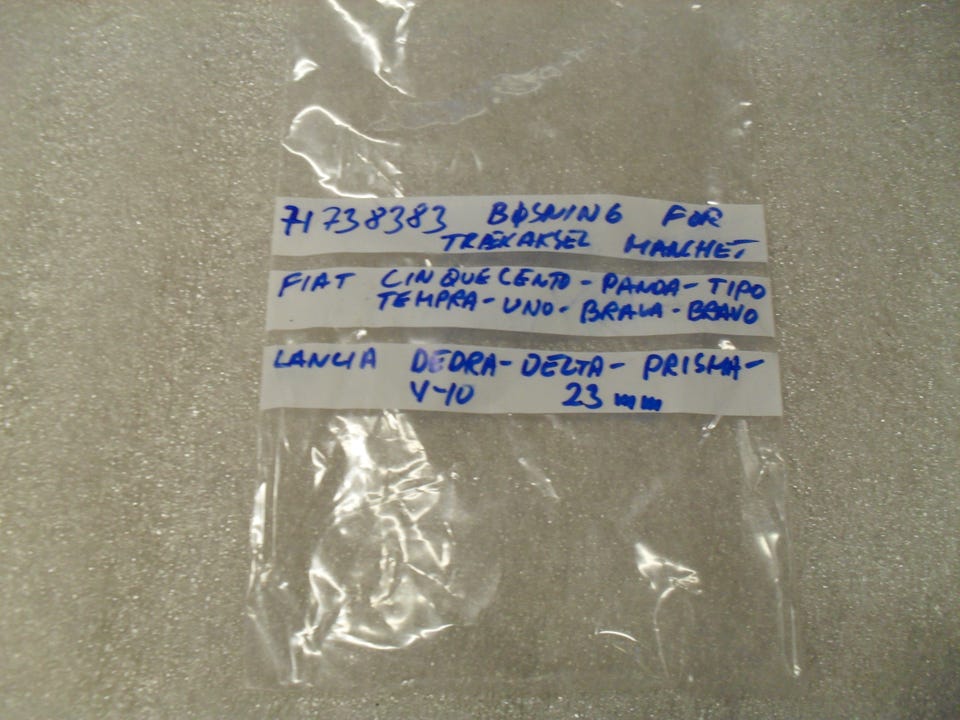 71738383 BØSNING FOR
TRÆKAKSEL MANCHET
FIAT CINQUECENTO - PANDA - TIPO
TEMPRA - UNO - BRAVA - BRAVO
LANCIA DEDRA - DELTA - PRISMA -
Y-10 23 mm